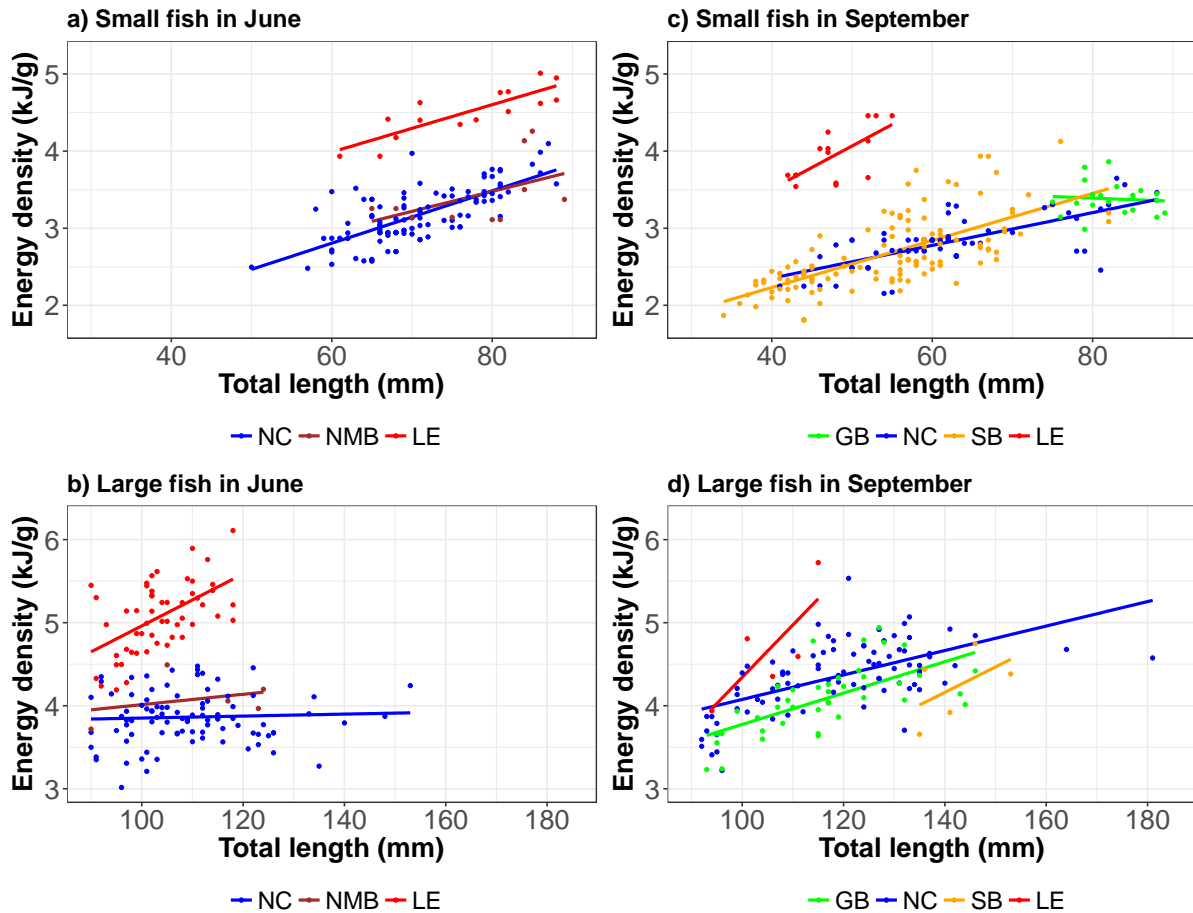 a) Small fish in June
5
4
3
2
Energy density (kJ/g)
40 60 80
Total length (mm)
NC NMB LE
c) Small fish in September
5
4
3
2
Energy density (kJ/g)
40 60 80
Total length (mm)
GB NC SB LE
b) Large fish in June
6
5
4
3
Energy density (kJ/g)
100 120 140 160 180
Total length (mm)
NC NMB LE
d) Large fish in September
6
5
4
3
Energy density (kJ/g)
100 120 140 160 180
Total length (mm)
GB NC SB LE